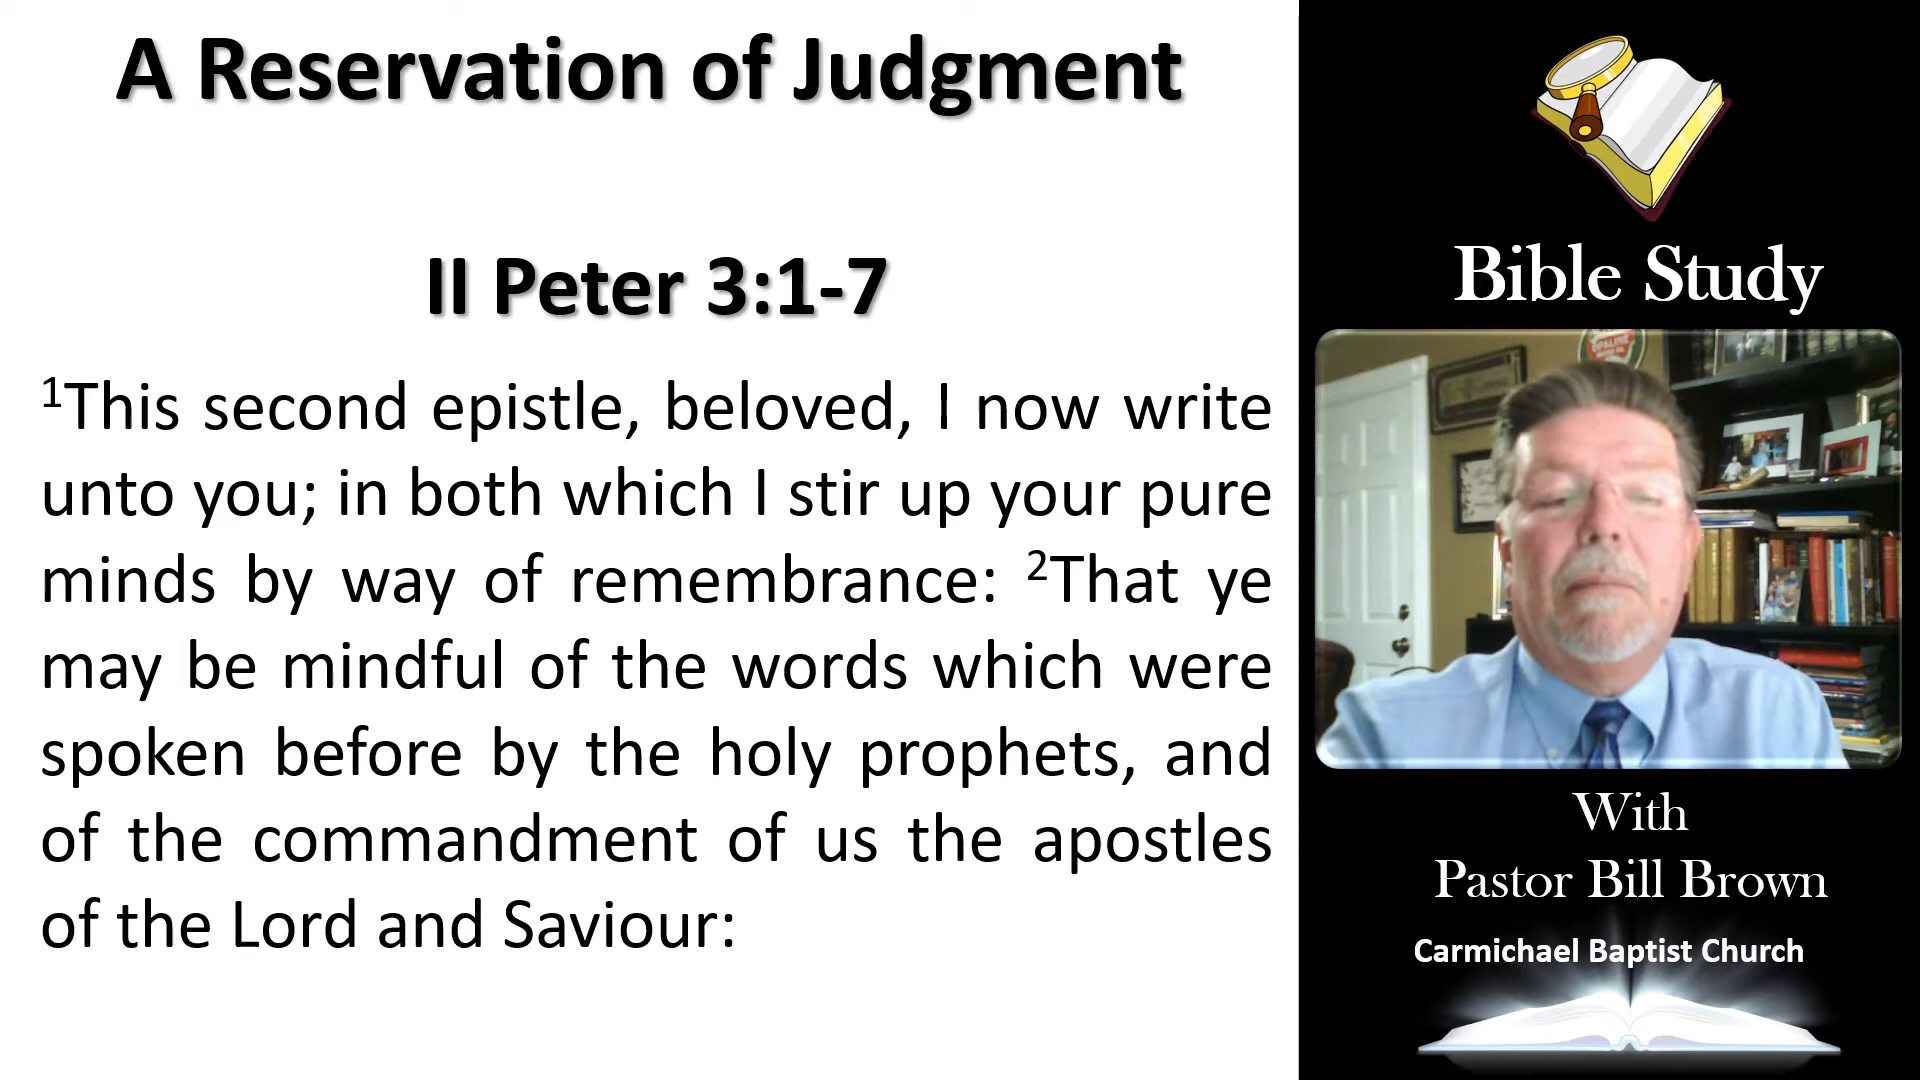 A Reservation of Judgment
II Peter 3:1-7
¹This second epistle, beloved, I now write
unto you; in both which I stir up your pure
minds by way of remembrance: ²That ye
may be mindful of the words which were
spoken before by the holy prophets, and
of the commandment of us the apostles
of the Lord and Saviour:
Bible Study
OPALINE
With
Pastor Bill Brown
Carmichael Baptist Church